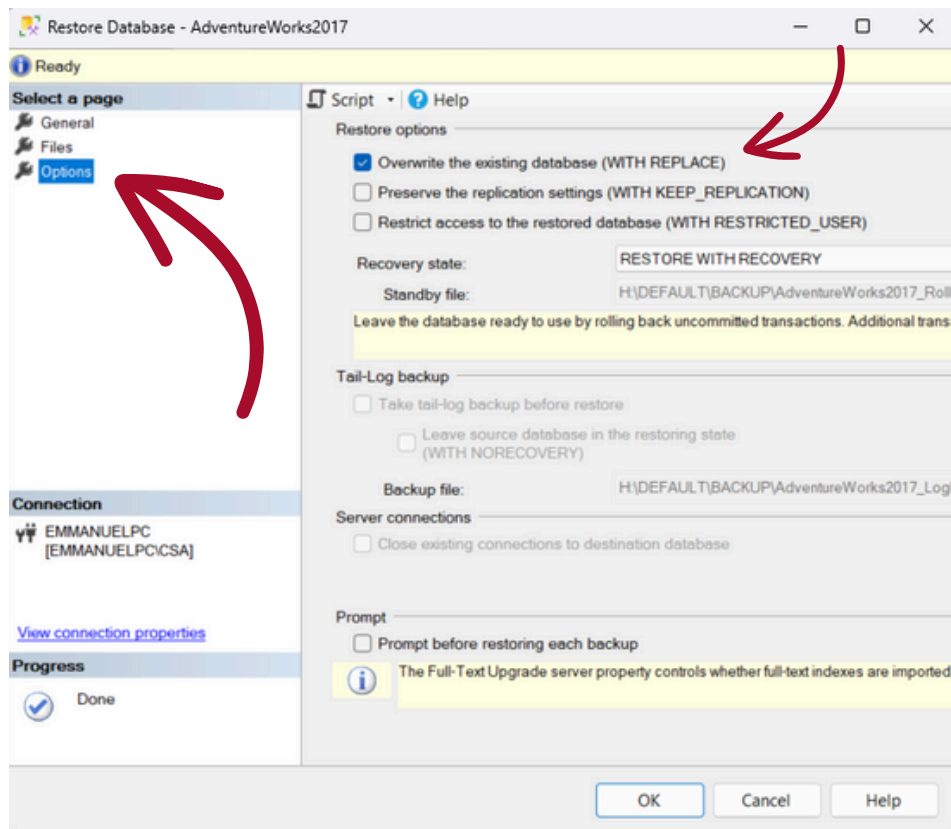 Restore Database - AdventureWorks2017
Ready
Select a page
General
Files
Options
Script
Help
Restore options
Overwrite the existing database (WITH REPLACE)
Preserve the replication settings (WITH KEEP_REPLICATION)
Restrict access to the restored database (WITH RESTRICTED_USER)
Recovery state:
RESTORE WITH RECOVERY
Standby file:
H:\DEFAULT\BACKUP\AdventureWorks2017_Roll
Leave the database ready to use by rolling back uncommitted transactions. Additional trans
Tail-Log backup
Take tail-log backup before restore
Leave source database in the restoring state
(WITH NORECOVERY)
Backup file:
H:\DEFAULT\BACKUP\AdventureWorks2017_Log
Server connections
Close existing connections to destination database
Prompt
Prompt before restoring each backup
The Full-Text Upgrade server property controls whether full-text indexes are imported
Connection
EMMANUELPC
[EMMANUELPC\CSA]
View connection properties
Progress
Done
OK
Cancel
Help